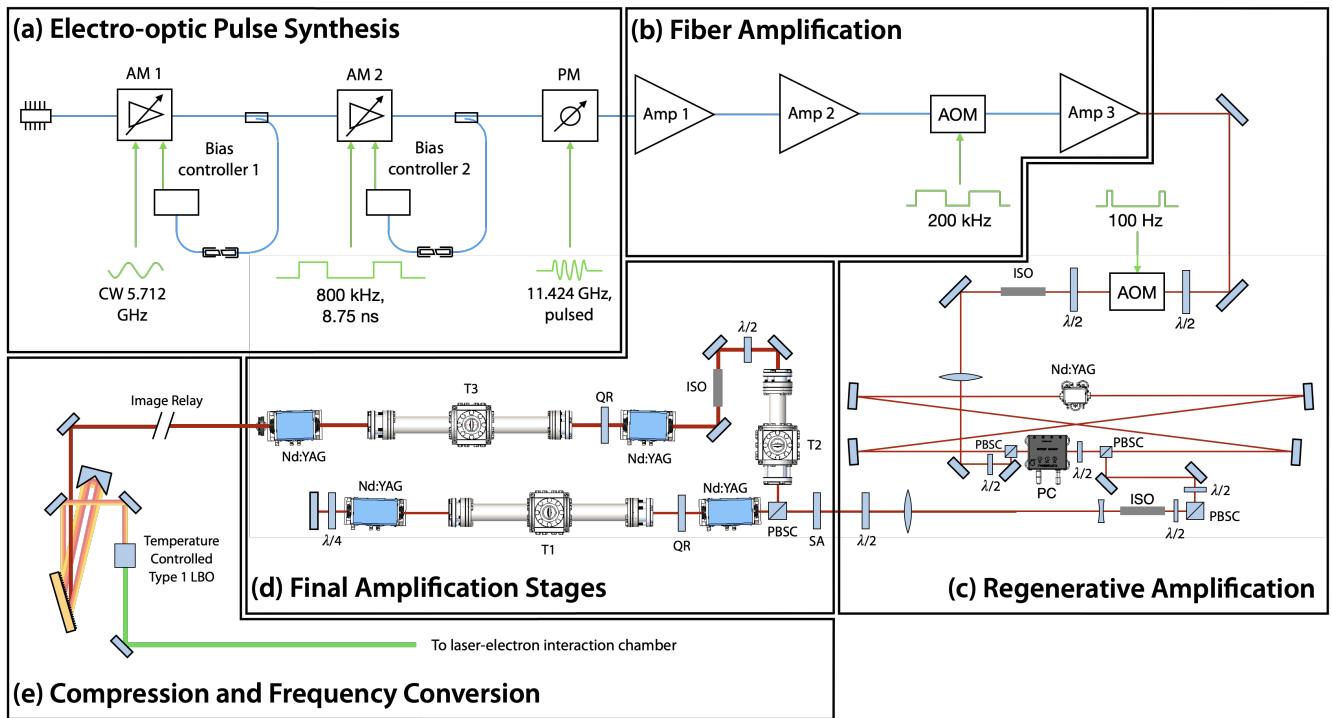 (a) Electro-optic Pulse Synthesis
AM 1
AM 2
PM
Bias
controller 1
Bias
controller 2
CW 5.712
GHz
800 kHz,
8.75 ns
11.424 GHz,
pulsed
(b) Fiber Amplification
Amp 1
Amp 2
AOM
Amp 3
200 kHz
100 Hz
ISO
λ/2
AOM
λ/2
Nd:YAG
PBSC
λ/2
PC
λ/2
PBSC
λ/2
ISO
λ/2
PBSC
(c) Regenerative Amplification
λ/2
ISO
T3
QR
Nd:YAG
Nd:YAG
T2
Nd:YAG
Nd:YAG
λ/4
T1
QR
PBSC
SA
λ/2
(d) Final Amplification Stages
Image Relay
Temperature
Controlled
Type 1 LBO
To laser-electron interaction chamber
(e) Compression and Frequency Conversion